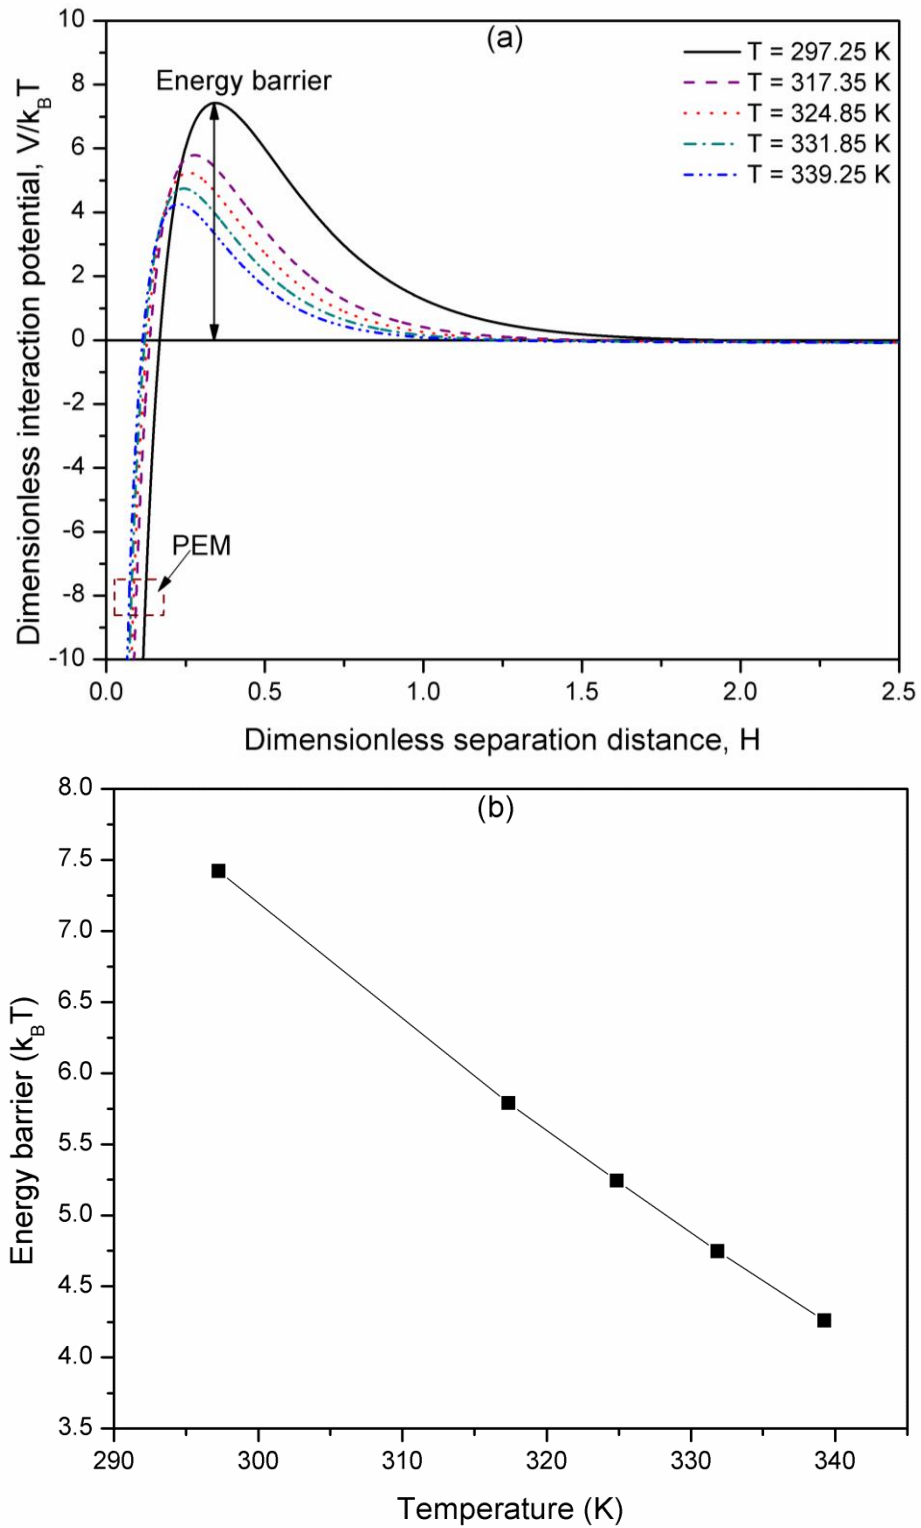 (a)
Energy barrier
T = 297.25 K
T = 317.35 K
T = 324.85 K
T = 331.85 K
T = 339.25 K
PEM
Dimensionless interaction potential, V/k_BT
10
8
6
4
2
0
-2
-4
-6
-8
-10
0.0 0.5 1.0 1.5 2.0 2.5
Dimensionless separation distance, H
(b)
Energy barrier (k_BT)
8.0
7.5
7.0
6.5
6.0
5.5
5.0
4.5
4.0
3.5
290 300 310 320 330 340
Temperature (K)